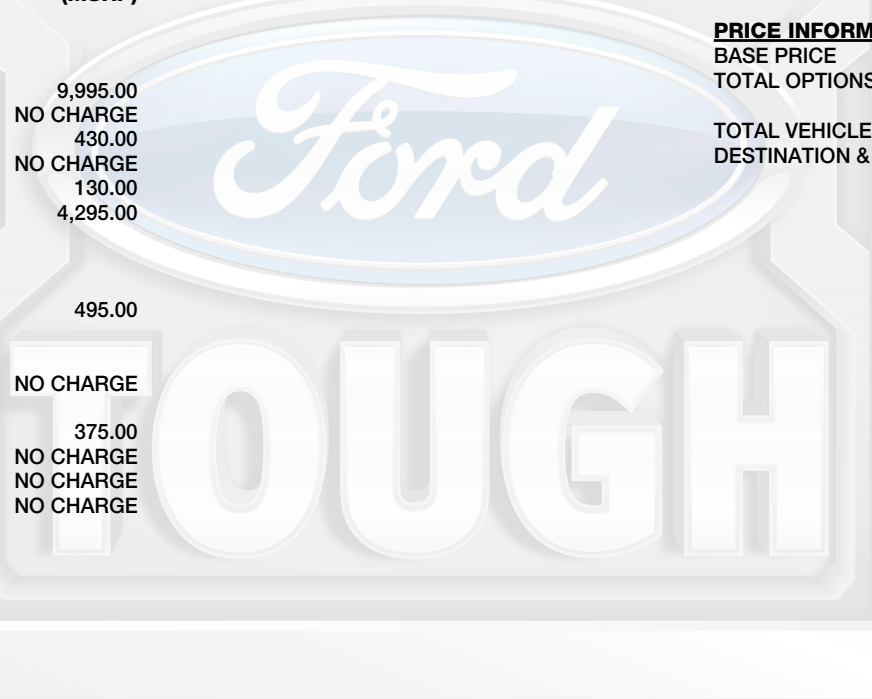 PRICE INFORM
BASE PRICE
TOTAL OPTIONS
TOTAL VEHICLE
DESTINATION &
9,995.00
NO CHARGE
430.00
NO CHARGE
130.00
4,295.00
495.00
NO CHARGE
375.00
NO CHARGE
NO CHARGE
NO CHARGE
Ford
TOUGH